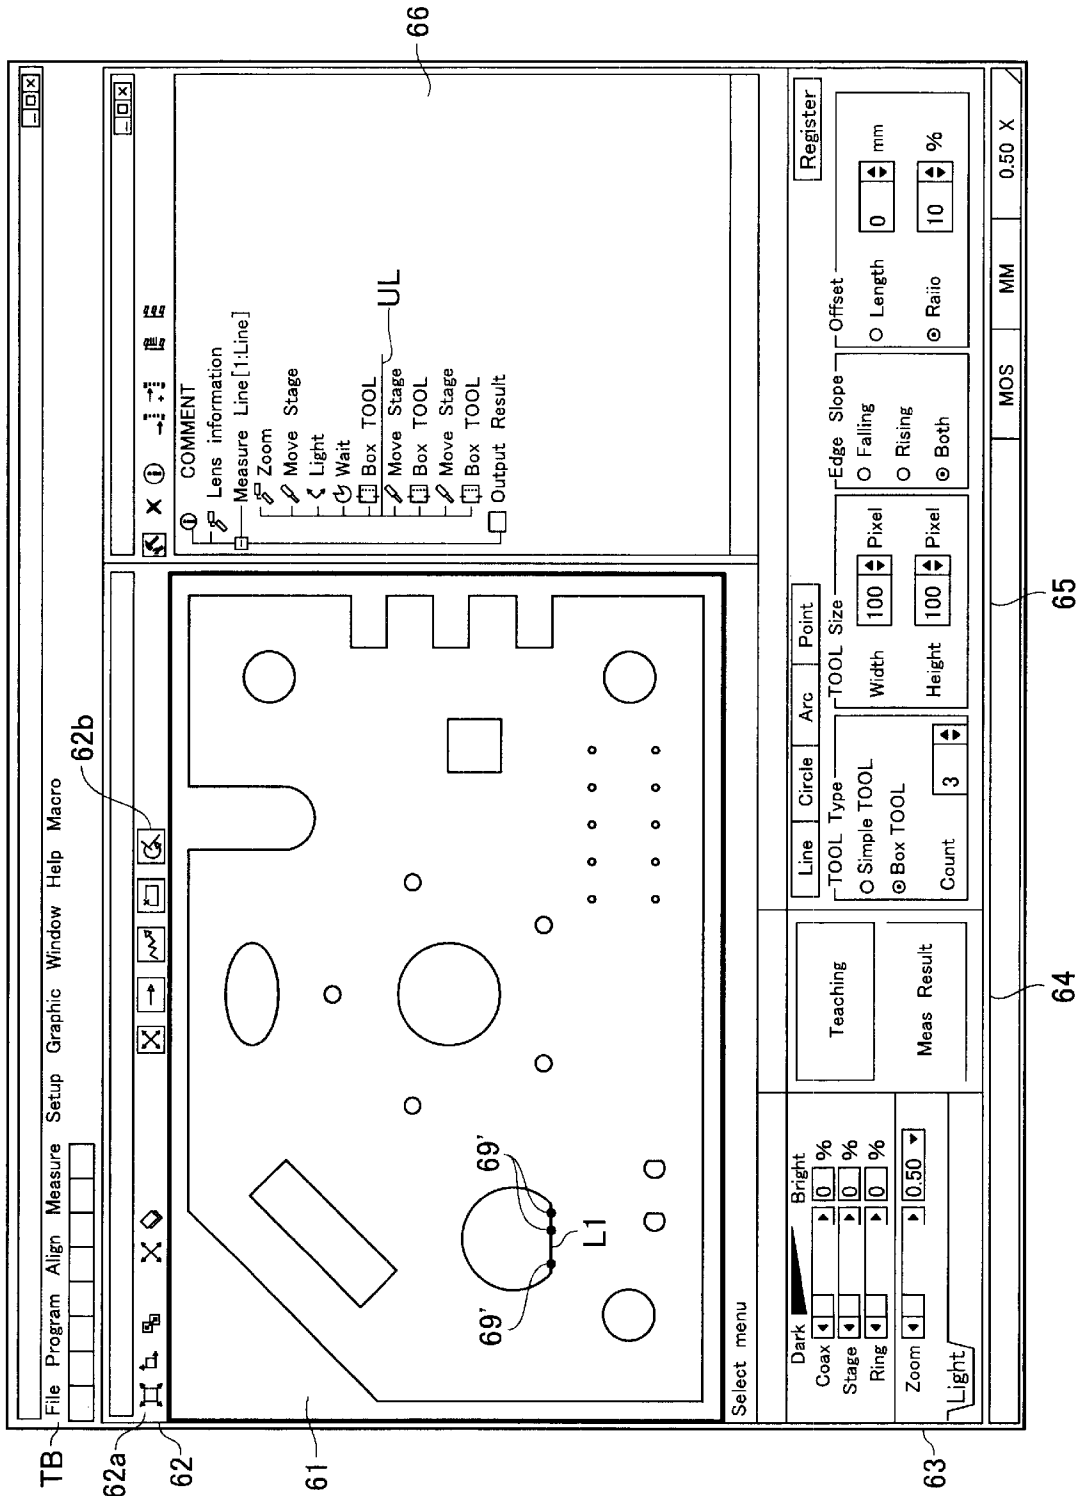 TB
File Program Align Measure Setup Graphic Window Help Macro
62a
62
62b
61
69'
69'
L1
Select menu
66
COMMENT
Lens information
Measure Line[1:Line]
Zoom
Move Stage
Light
Wait
Box TOOL
Move Stage
Box TOOL
Move Stage
Box TOOL
Output Result
UL
63
Dark Bright
Coax 0 %
Stage 0 %
Ring 0 %
Zoom 0.50
Light
Teaching
Meas Result
64
Line Circle Arc Point
Register
TOOL Type
Simple TOOL
Box TOOL
Count 3
TOOL Size
Width 100 Pixel
Height 100 Pixel
Edge Slope
Falling
Rising
Both
Offset
Length 0 mm
Raiio 10 %
65
MOS MM 0.50 X